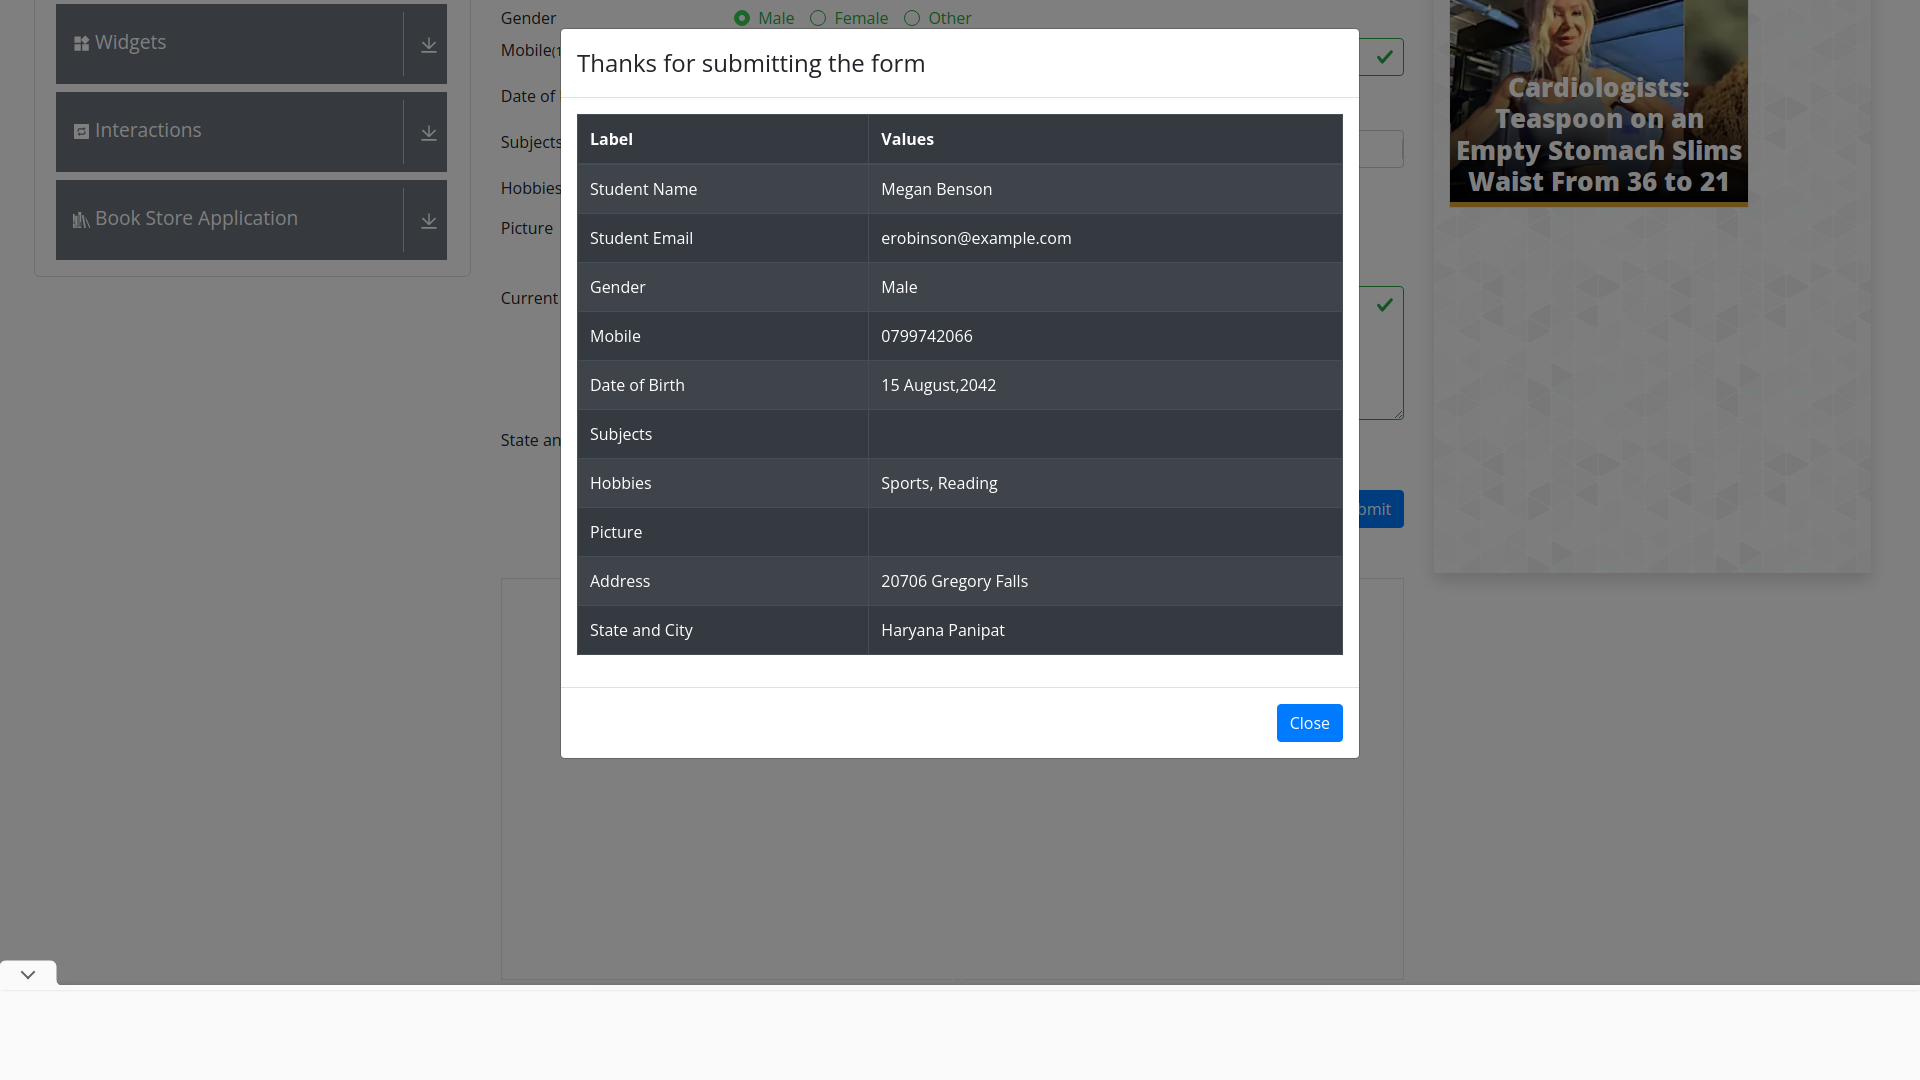 Widgets
Interactions
Book Store Application
Gender Male Female Other
Mobile(
Date of
Subjects
Hobbies
Picture
Current
State an
bmit
Thanks for submitting the form
Label Values
Student Name Megan Benson
Student Email erobinson@example.com
Gender Male
Mobile 0799742066
Date of Birth 15 August,2042
Subjects
Hobbies Sports, Reading
Picture
Address 20706 Gregory Falls
State and City Haryana Panipat
Close
Cardiologists:
Teaspoon on an
Empty Stomach Slims
Waist From 36 to 21